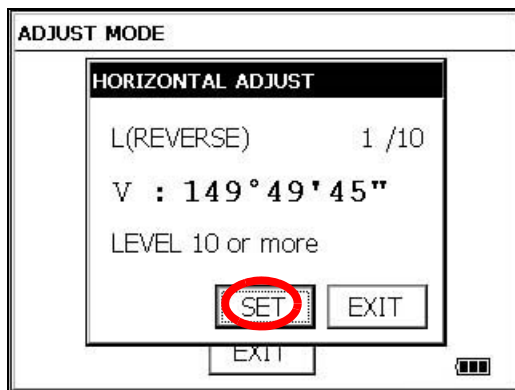 ADJUST MODE
HORIZONTAL ADJUST
L(REVERSE) 1 /10
V : 149°49'45"
LEVEL 10 or more
SET EXIT
EXIT